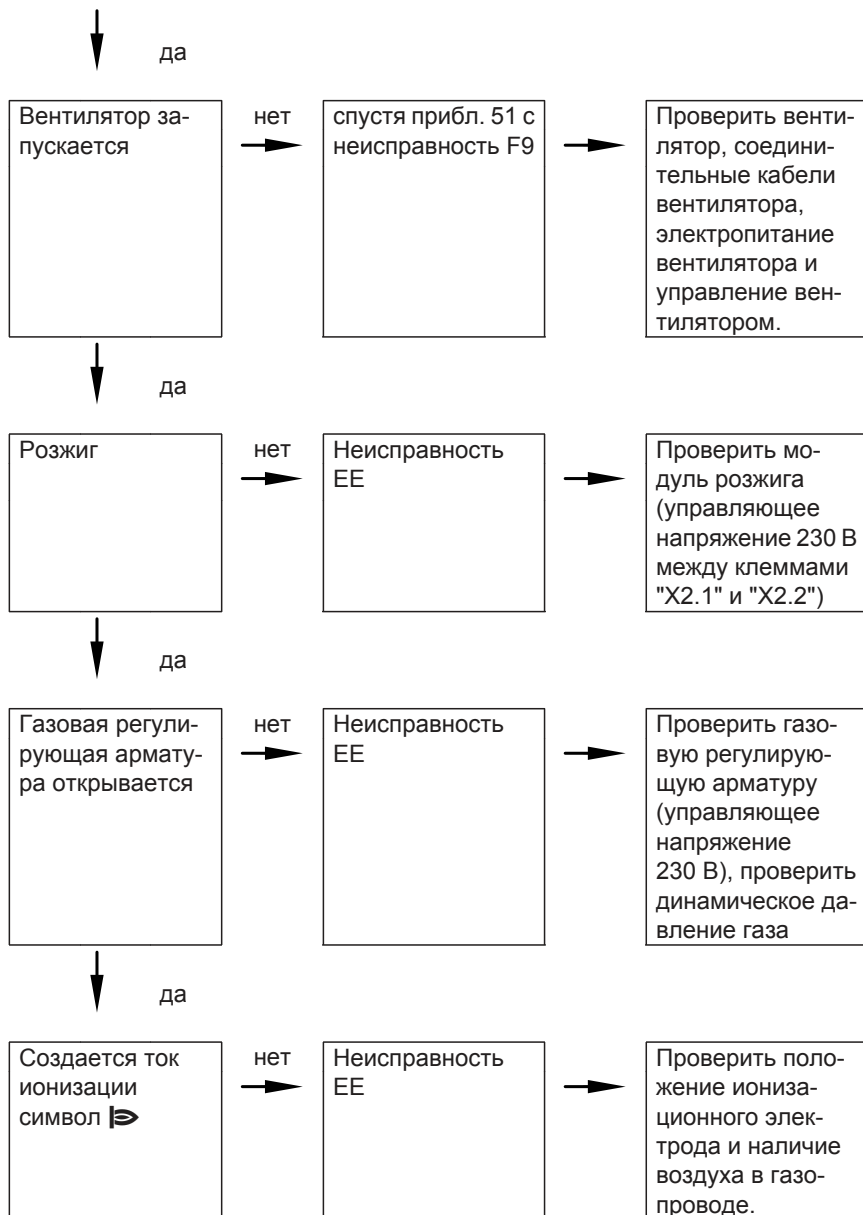 да
Вентилятор за-
пускается
нет
спустя прибл. 51 с
неисправность F9
Проверить венти-
лятор, соедини-
тельные кабели
вентилятора,
электропитание
вентилятора и
управление вен-
тилятором.
да
Розжиг
нет
Неисправность
EE
Проверить мо-
дуль розжига
(управляющее
напряжение 230 В
между клеммами
"X2.1" и "X2.2")
да
Газовая регули-
рующая армату-
ра открывается
нет
Неисправность
EE
Проверить газо-
вую регулирую-
щую арматуру
(управляющее
напряжение
230 В), проверить
динамическое да-
вление газа
да
Создается ток
ионизации
символ
нет
Неисправность
EE
Проверить поло-
жение иониза-
ционного элек-
трода и наличие
воздуха в газо-
проводе.